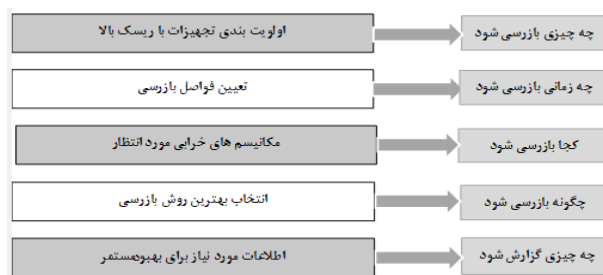 اولویت بندی تجهیزات با ریسک بالا
چه چیزی بازرسی شود
تعیین فواصل بازرسی
چه زمانی بازرسی شود
مکانیسم های خرابی مورد انتظار
کجا بازرسی شود
انتخاب بهترین روش بازرسی
چگونه بازرسی شود
اطلاعات مورد نیاز برای بهبودمستمر
چه چیزی گزارش شود